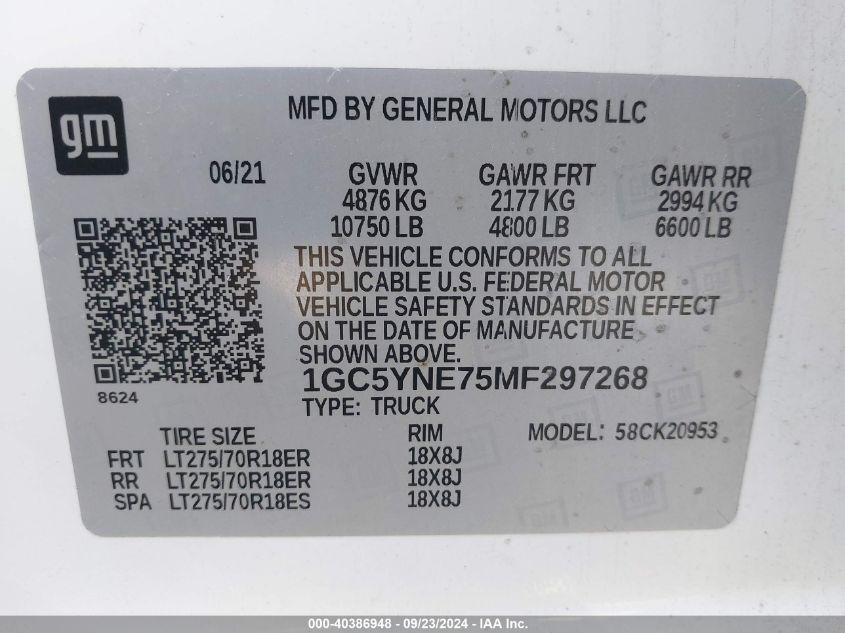 gm
MFD BY GENERAL MOTORS LLC
06/21 GVWR GAWR FRT GAWR RR
4876 KG 2177 KG 2994 KG
10750 LB 4800 LB 6600 LB
THIS VEHICLE CONFORMS TO ALL
APPLICABLE U.S. FEDERAL MOTOR
VEHICLE SAFETY STANDARDS IN EFFECT
ON THE DATE OF MANUFACTURE
SHOWN ABOVE.
1GC5YNE75MF297268
8624
TYPE: TRUCK
TIRE SIZE RIM MODEL: 58CK20953
FRT LT275/70R18ER 18X8J
RR LT275/70R18ER 18X8J
SPA LT275/70R18ES 18X8J
000-40386948 - 09/23/2024 - IAA Inc.